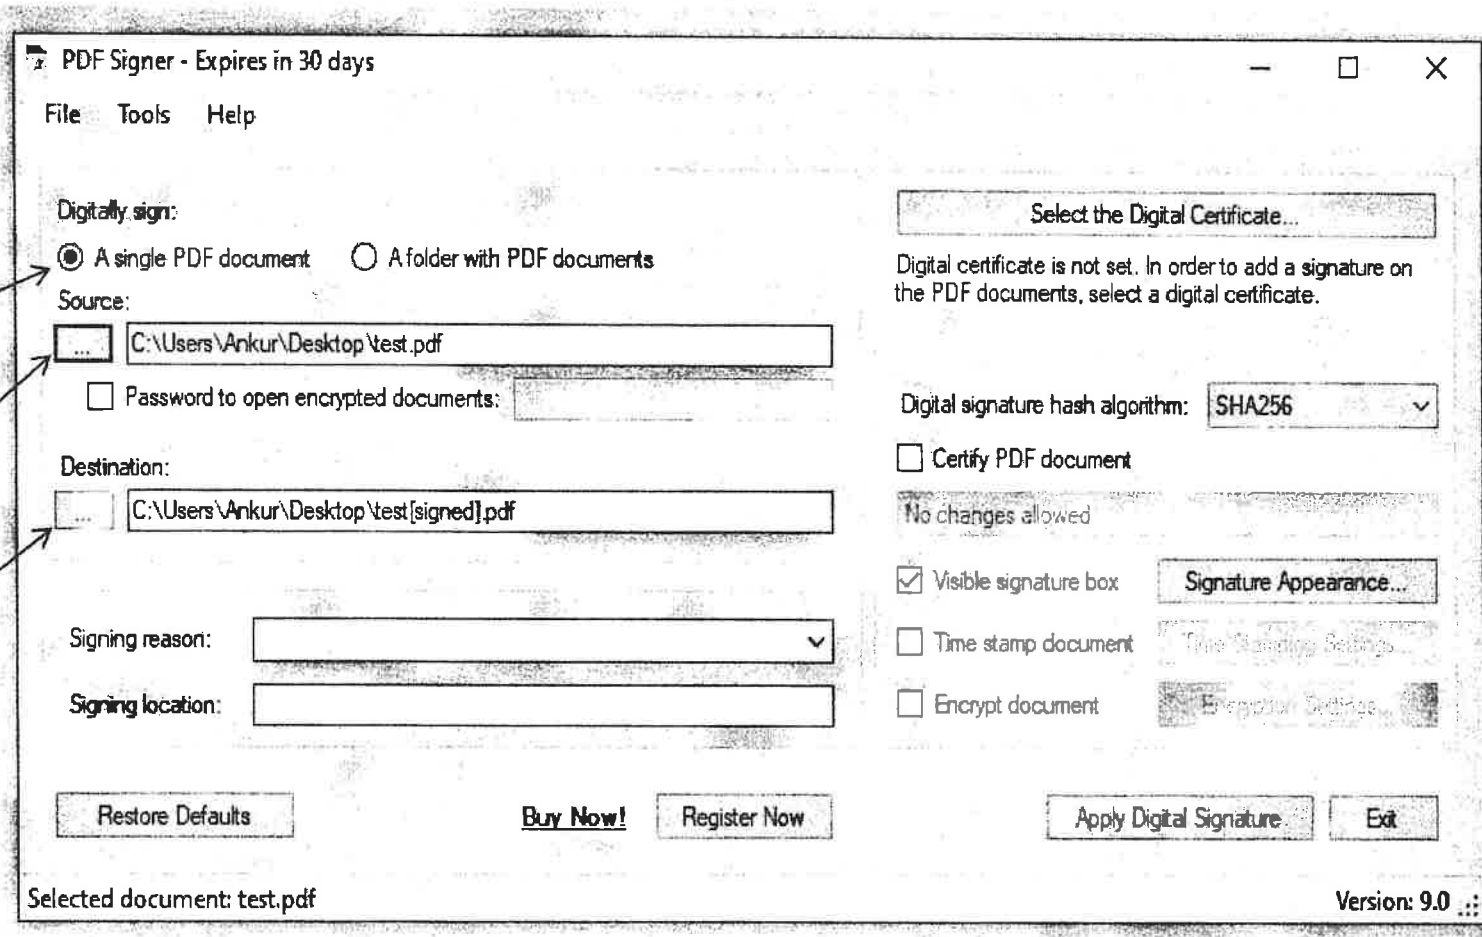 PDF Signer - Expires in 30 days
File Tools Help
Digitally sign:
A single PDF document A folder with PDF documents
Source:
... C:\Users\Ankur\Desktop\test.pdf
Password to open encrypted documents:
Destination:
... C:\Users\Ankur\Desktop\test[signed].pdf
Signing reason:
Signing location:
Select the Digital Certificate...
Digital certificate is not set. In order to add a signature on
the PDF documents, select a digital certificate.
Digital signature hash algorithm: SHA256
Certify PDF document
No changes allowed
Visible signature box Signature Appearance...
Time stamp document Time Stamping Settings...
Encrypt document Encryption Settings...
Restore Defaults Buy Now! Register Now Apply Digital Signature Exit
Selected document: test.pdf Version: 9.0